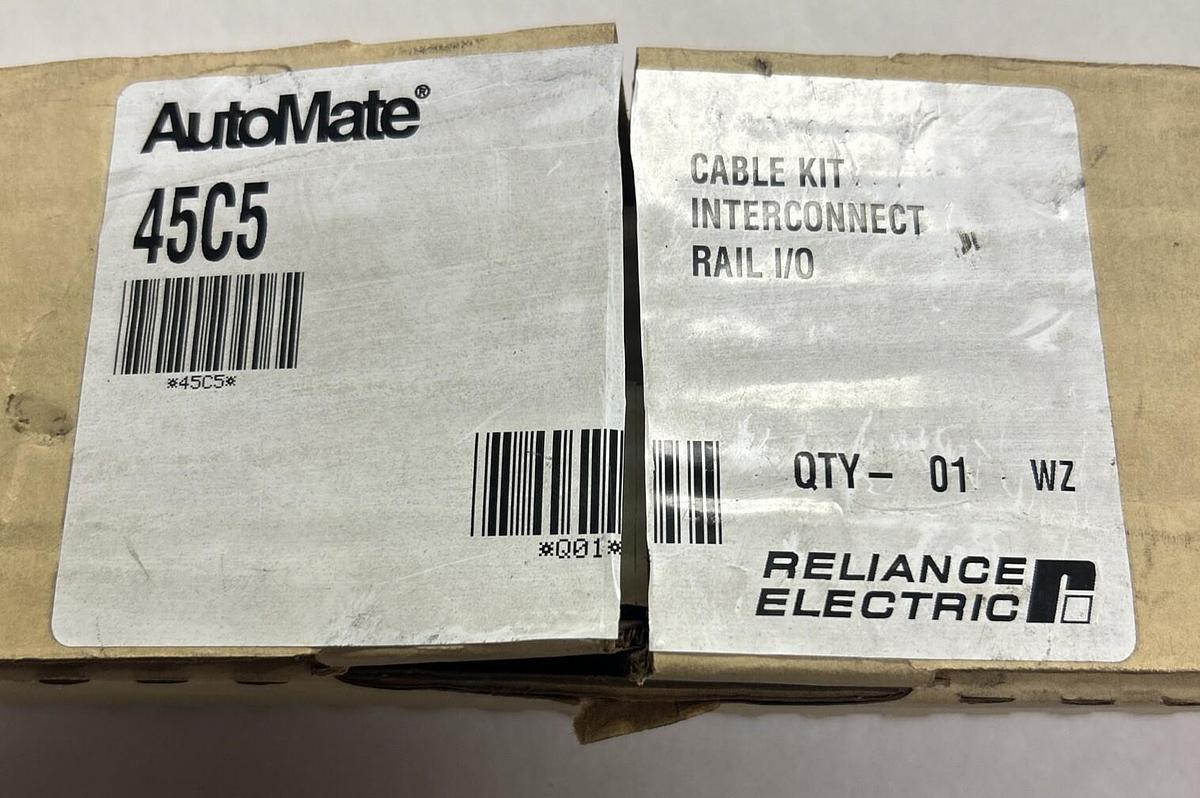 AutoMate®
45C5
*45C5*
*Q01*
CABLE KIT
INTERCONNECT
RAIL I/O
QTY- 01 WZ
RELIANCE
ELECTRIC